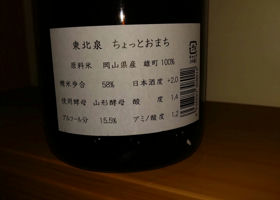 東北泉　ちょっとおまち
原料米　岡山県産　雄町100%
精米歩合　58%　日本酒度　+2.0
使用酵母　山形酵母　酸　度　1.4
アルコール分　15.5%　アミノ酸度　1.2